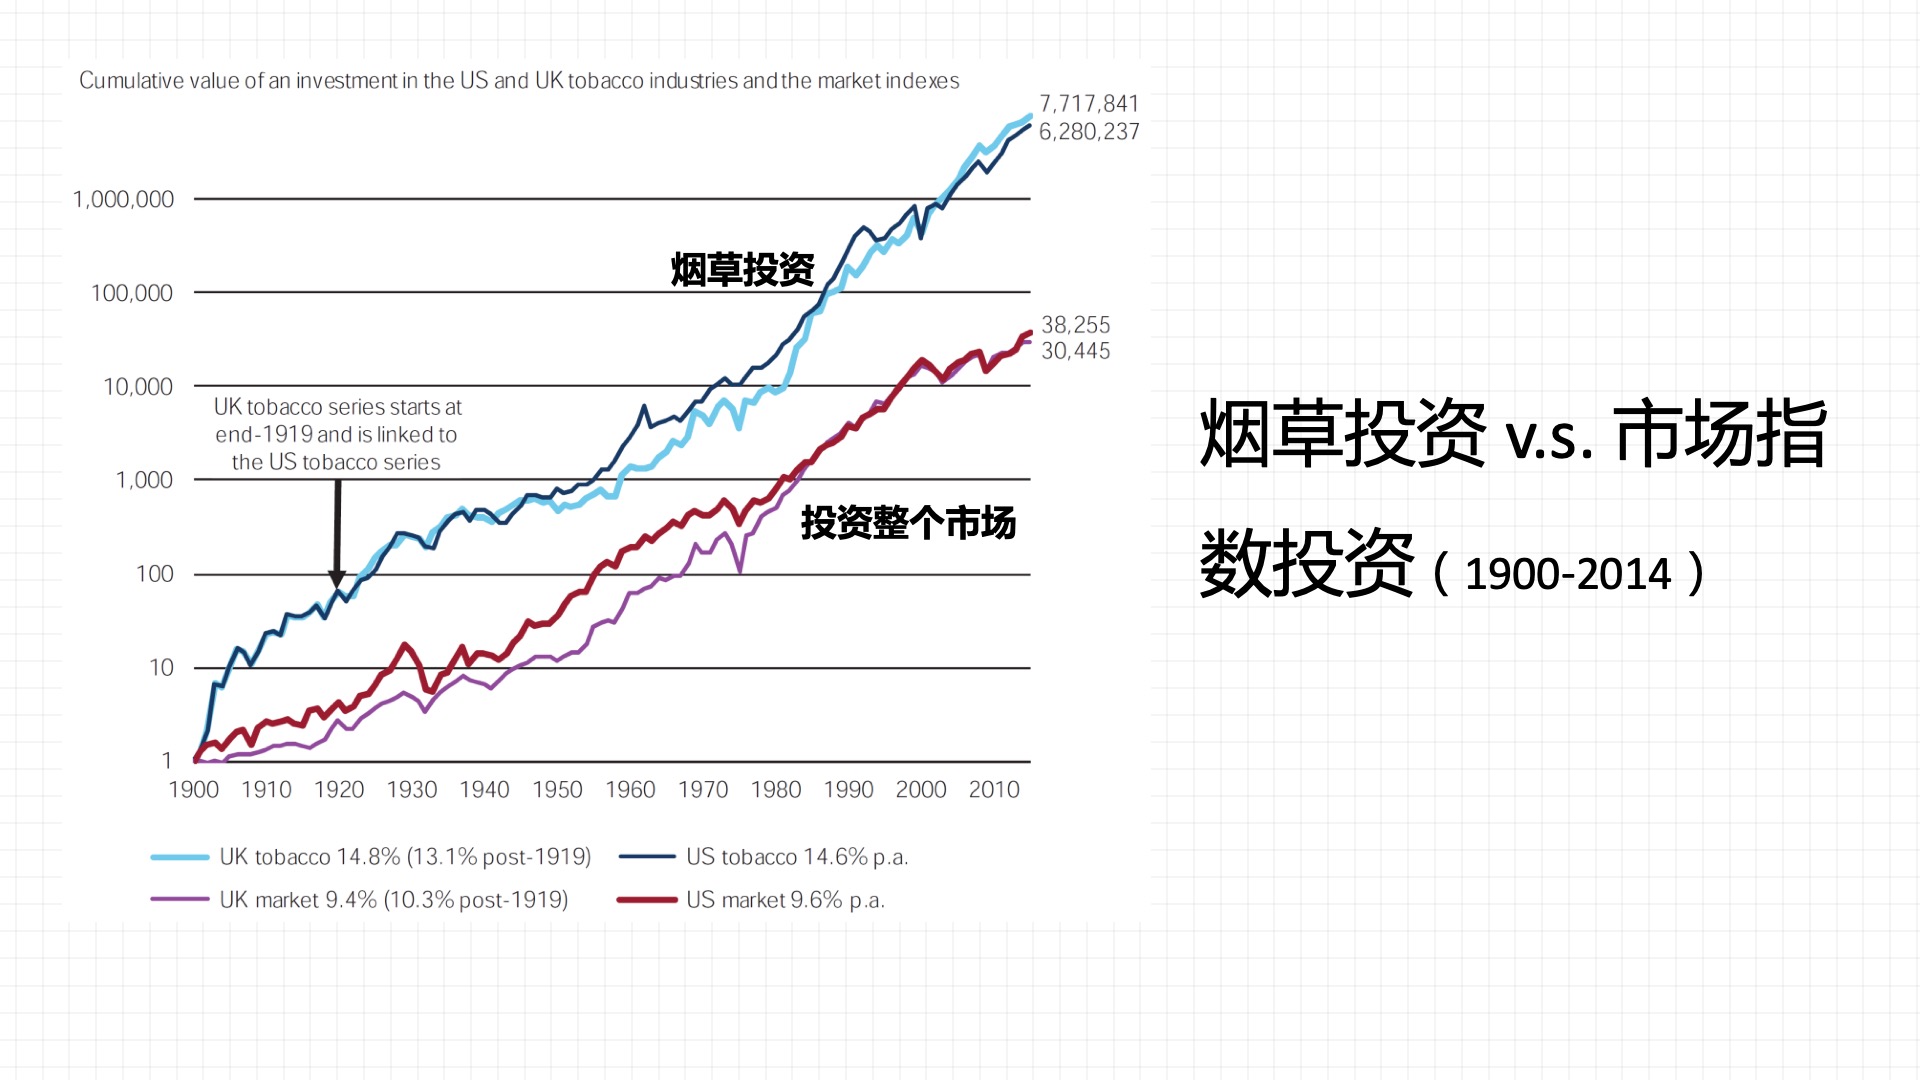 Cumulative value of an investment in the US and UK tobacco industries and the market indexes
7,717,841
6,280,237
1,000,000
烟草投资
100,000
38,255
30,445
10,000
UK tobacco series starts at
end-1919 and is linked to
the US tobacco series
1,000
投资整个市场
100
10
1
1900 1910 1920 1930 1940 1950 1960 1970 1980 1990 2000 2010
UK tobacco 14.8% (13.1% post-1919) US tobacco 14.6% p.a.
UK market 9.4% (10.3% post-1919) US market 9.6% p.a.
烟草投资 v.s. 市场指
数投资（1900-2014）